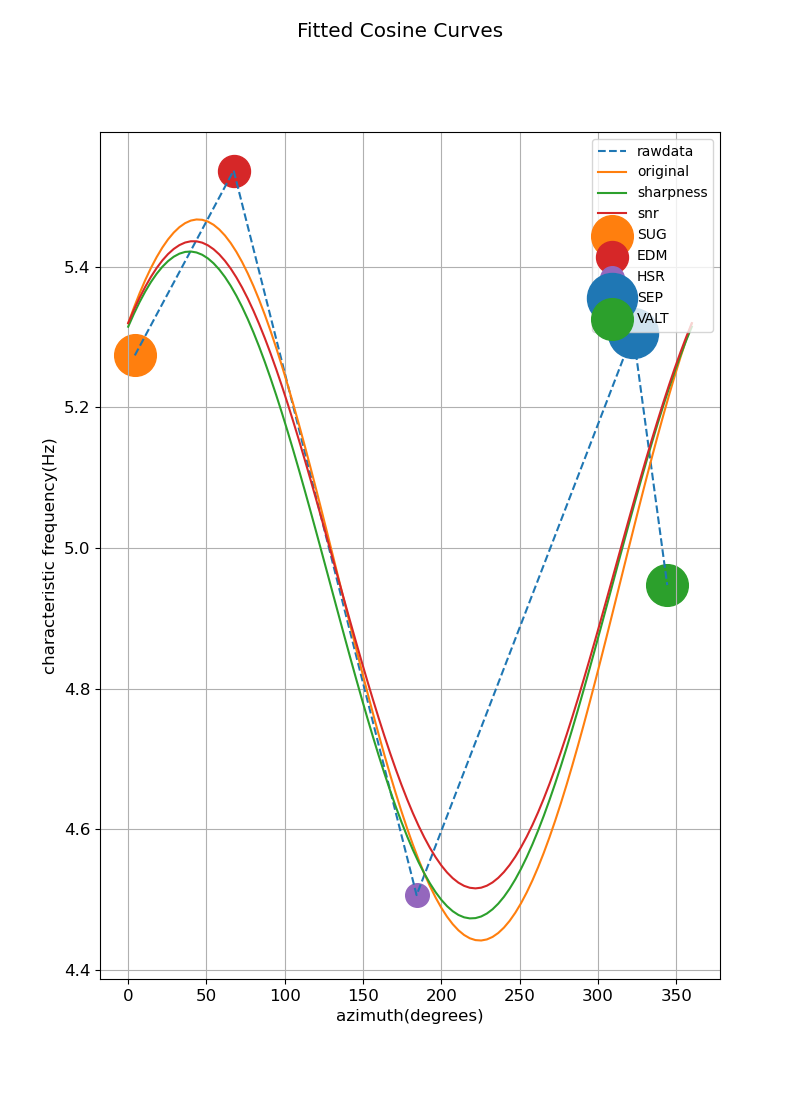 Fitted Cosine Curves
rawdata
original
sharpness
snr
SUG
EDM
HSR
SEP
VALT
5.4
5.2
5.0
4.8
4.6
4.4
characteristic frequency(Hz)
0 50 100 150 200 250 300 350
azimuth(degrees)